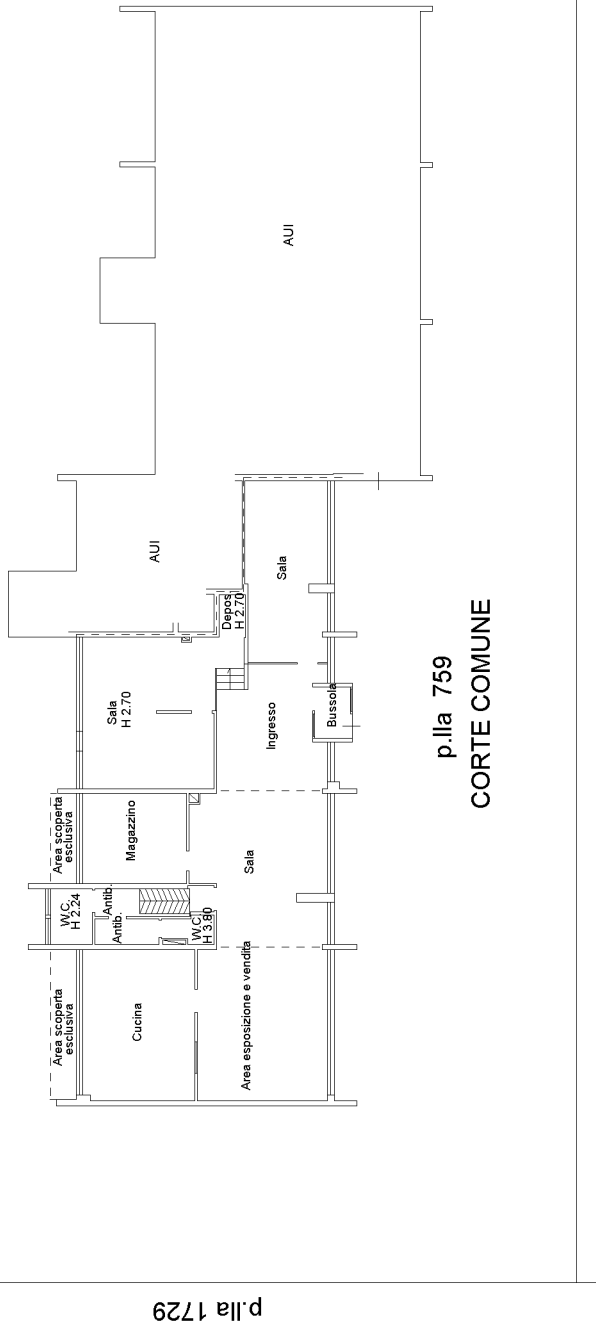 AUI
AUI
Sala
Depos.
H 2.70
Sala
H 2.70
Ingresso
Bussola
p.lla 759
CORTE COMUNE
Area scoperta
esclusiva
Magazzino
Sala
W.C.
H 2.24
Antib.
Antib.
W.C.
H 3.80
Area scoperta
esclusiva
Cucina
Area esposizione e vendita
p.lla 1729